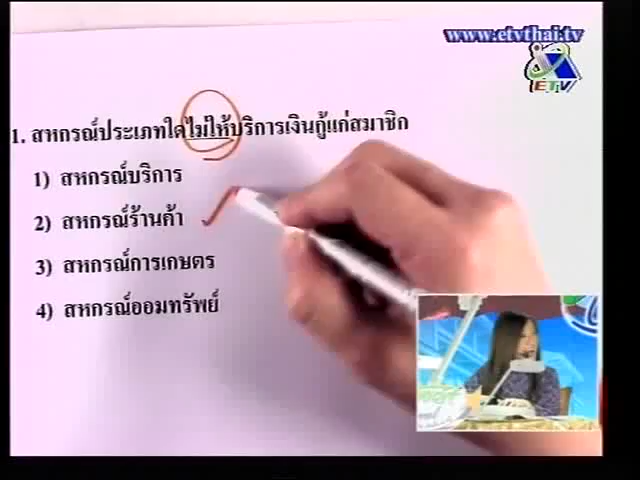 www.etvthai.tv
ETV
1. สหกรณ์ประเภทใดไม่ให้บริการเงินกู้แก่สมาชิก
1) สหกรณ์บริการ
2) สหกรณ์ร้านค้า
3) สหกรณ์การเกษตร
4) สหกรณ์ออมทรัพย์